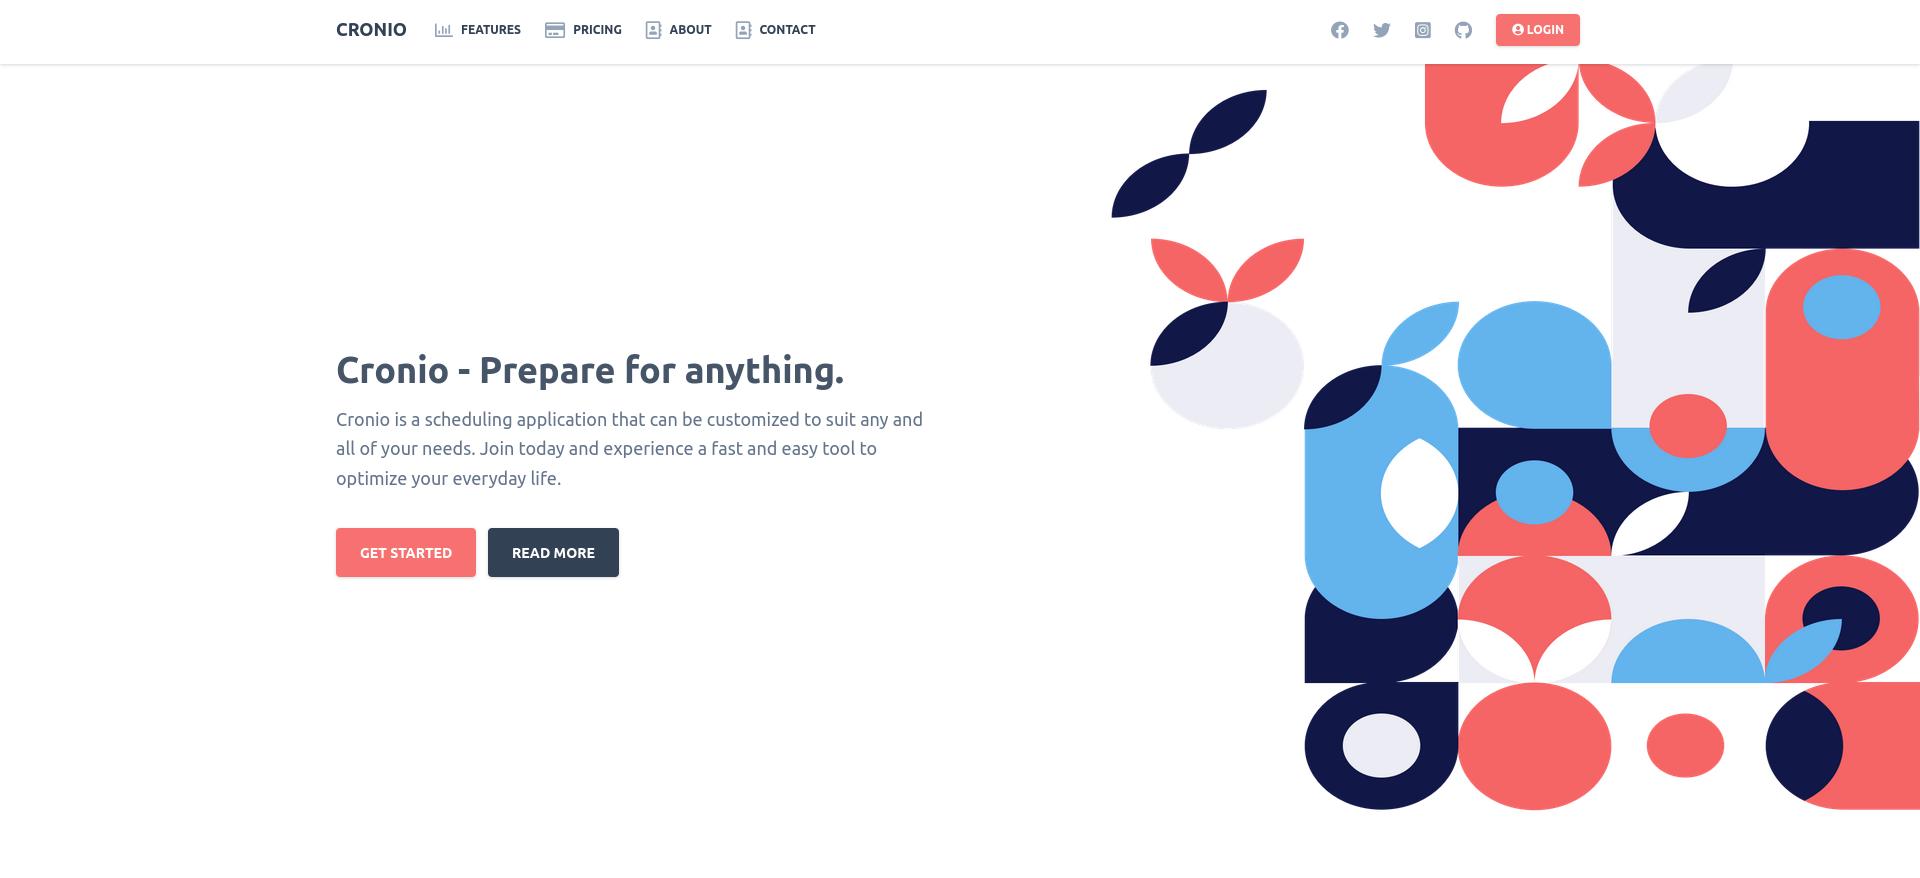 CRONIO
FEATURES
PRICING
ABOUT
CONTACT
LOGIN
Cronio - Prepare for anything.
Cronio is a scheduling application that can be customized to suit any and
all of your needs. Join today and experience a fast and easy tool to
optimize your everyday life.
GET STARTED
READ MORE